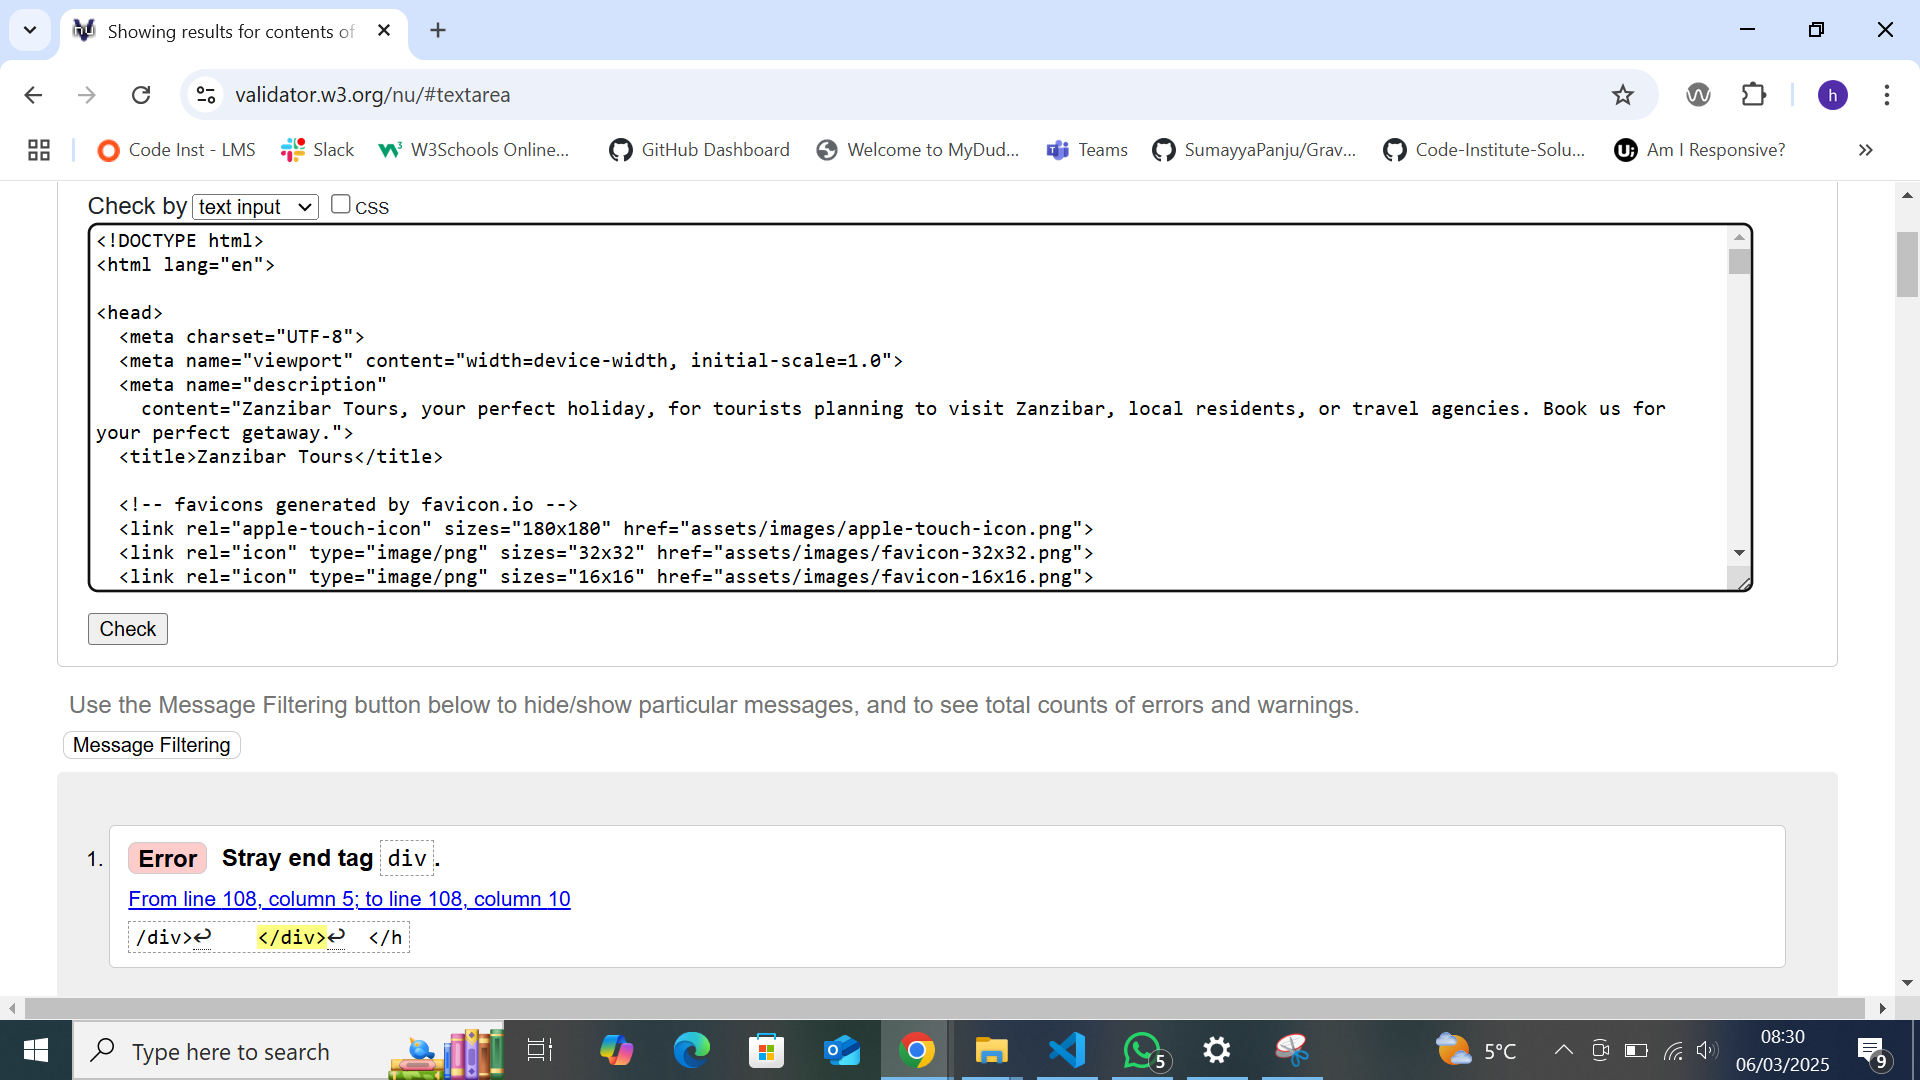 Showing results for contents of
validator.w3.org/nu/#textarea
h
Code Inst - LMS
Slack
W3Schools Online...
GitHub Dashboard
Welcome to MyDud...
Teams
SumayyaPanju/Grav...
Code-Institute-Solu...
Am I Responsive?
Check by text input CSS
<!DOCTYPE html>
<html lang="en">
<head>
<meta charset="UTF-8">
<meta name="viewport" content="width=device-width, initial-scale=1.0">
<meta name="description"
content="Zanzibar Tours, your perfect holiday, for tourists planning to visit Zanzibar, local residents, or travel agencies. Book us for
your perfect getaway.">
<title>Zanzibar Tours</title>
<!-- favicons generated by favicon.io -->
<link rel="apple-touch-icon" sizes="180x180" href="assets/images/apple-touch-icon.png">
<link rel="icon" type="image/png" sizes="32x32" href="assets/images/favicon-32x32.png">
<link rel="icon" type="image/png" sizes="16x16" href="assets/images/favicon-16x16.png">
Check
Use the Message Filtering button below to hide/show particular messages, and to see total counts of errors and warnings.
Message Filtering
1. Error Stray end tag div.
From line 108, column 5; to line 108, column 10
/div>↩ </div>↩ </h
Type here to search
5
5°C
08:30
06/03/2025
9